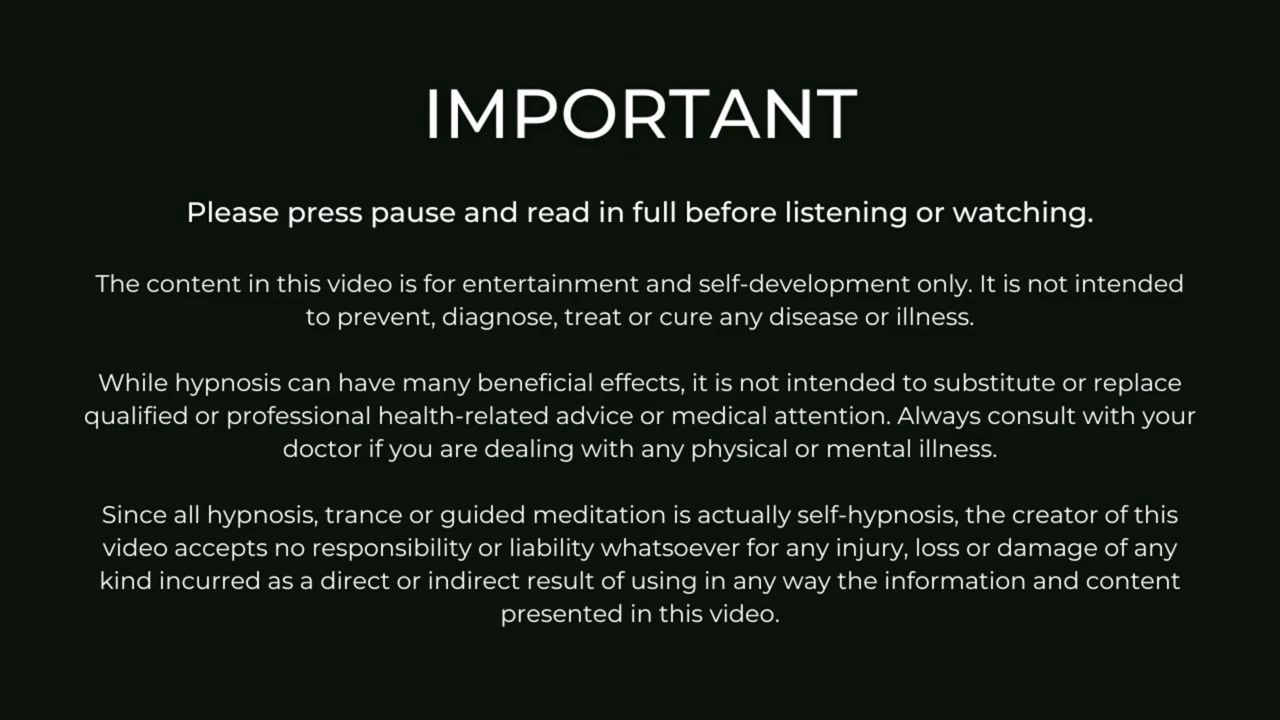 IMPORTANT
Please press pause and read in full before listening or watching.
The content in this video is for entertainment and self-development only. It is not intended
to prevent, diagnose, treat or cure any disease or illness.
While hypnosis can have many beneficial effects, it is not intended to substitute or replace
qualified or professional health-related advice or medical attention. Always consult with your
doctor if you are dealing with any physical or mental illness.
Since all hypnosis, trance or guided meditation is actually self-hypnosis, the creator of this
video accepts no responsibility or liability whatsoever for any injury, loss or damage of any
kind incurred as a direct or indirect result of using in any way the information and content
presented in this video.